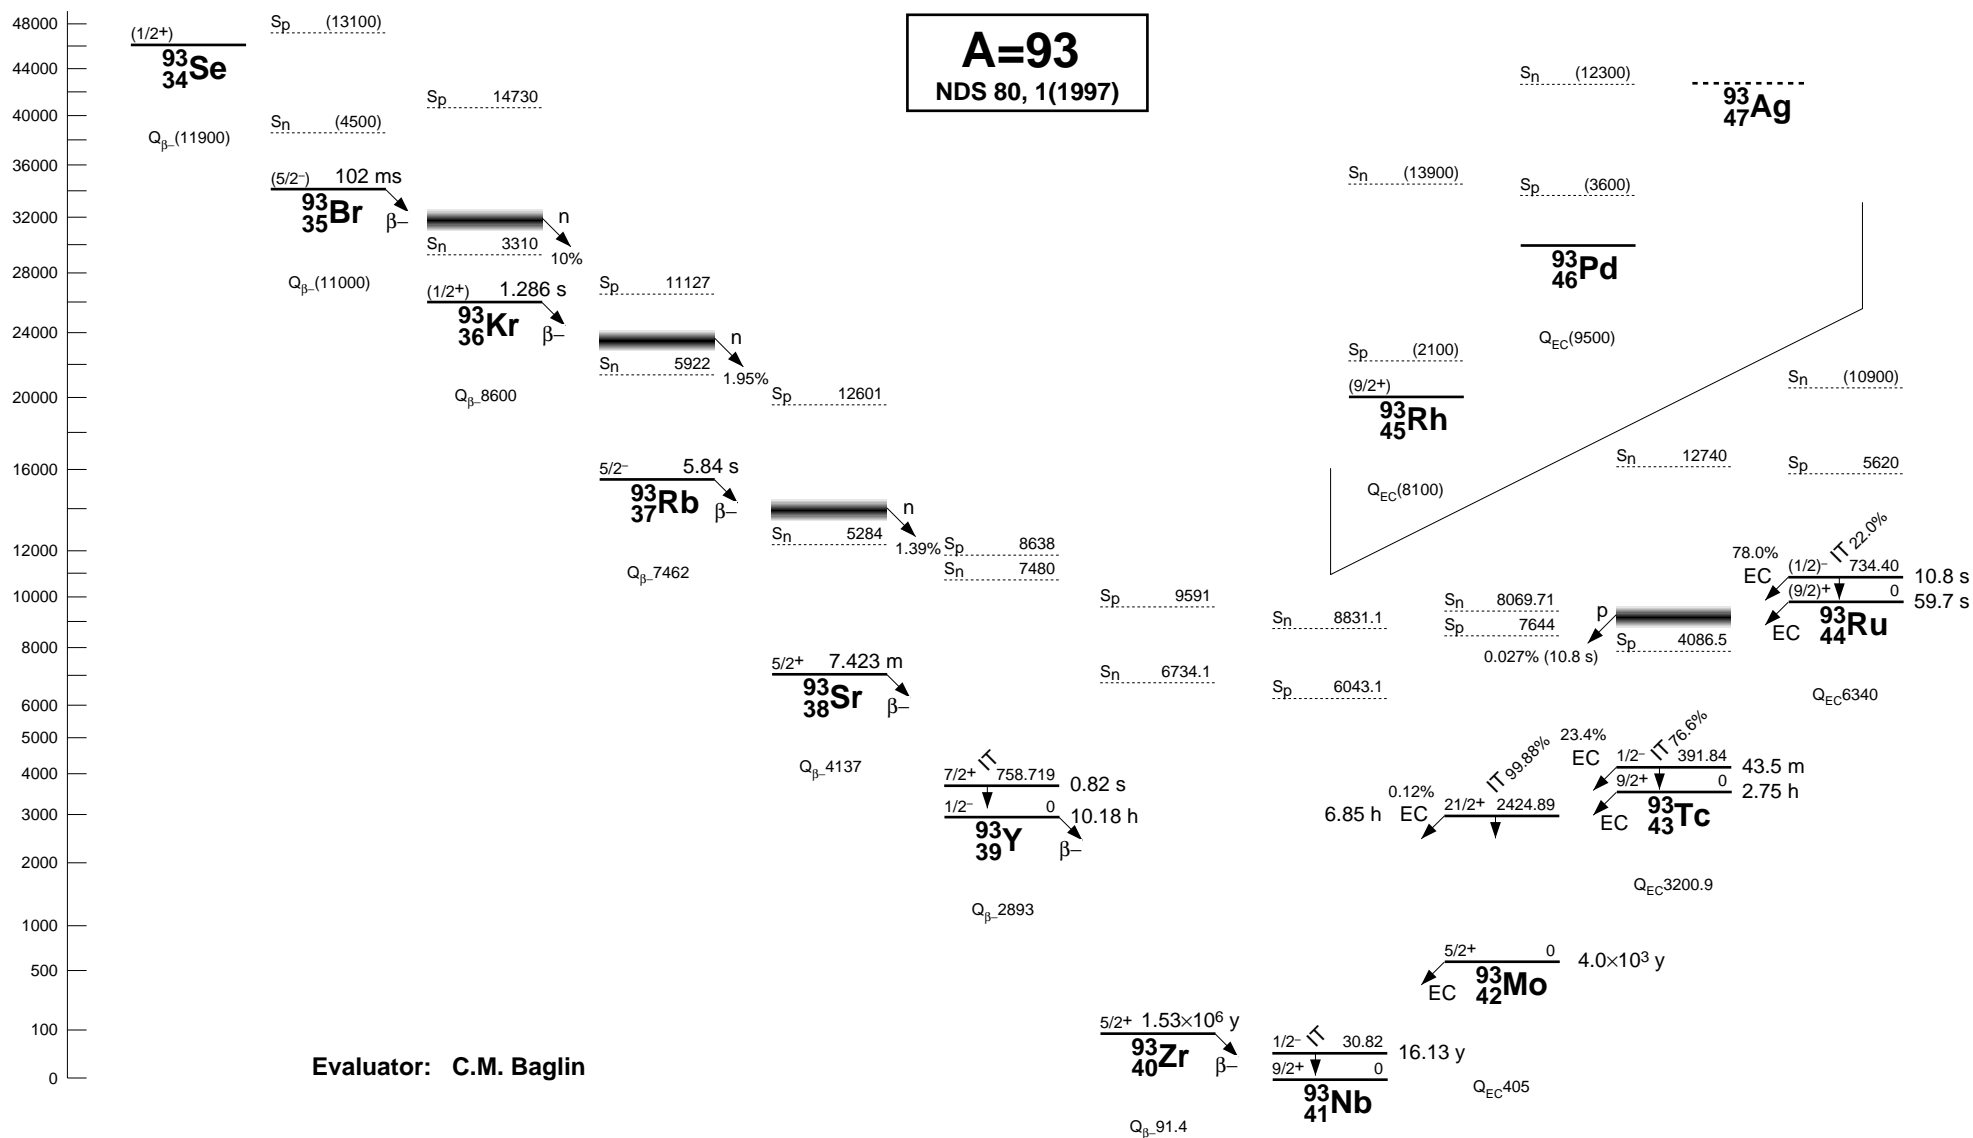 A=93
NDS 80, 1(1997)
48000
44000
40000
36000
32000
28000
24000
20000
16000
12000
10000
8000
6000
5000
4000
3000
2000
1000
500
100
0
(1/2+)
93
34Se
Qβ–(11900)
Sp (13100)
Sn (4500)
(5/2–) 102 ms
93
35Br β–
Qβ–(11000)
Sp 14730
n
Sn 3310
10%
(1/2+) 1.286 s
93
36Kr β–
Qβ–8600
Sp 11127
n
Sn 5922
1.95%
5/2– 5.84 s
93
37Rb β–
Qβ–7462
Sp 12601
n
Sn 5284
1.39%
5/2+ 7.423 m
93
38Sr β–
Qβ–4137
Sp 8638
Sn 7480
7/2+ IT 758.719 0.82 s
1/2– 0 10.18 h
93
39Y β–
Qβ–2893
Sp 9591
Sn 6734.1
5/2+ 1.53×10⁶ y
93
40Zr β–
Qβ–91.4
Sn 8831.1
Sp 6043.1
1/2– IT 30.82 16.13 y
9/2+ 0
93
41Nb
Sn 8069.71
Sp 7644
IT 99.88%
0.12%
6.85 h EC 21/2+ 2424.89
5/2+ 0 4.0×10³ y
EC
93
42Mo
QEC405
Sn 12740
p
Sp 4086.5
0.027% (10.8 s)
23.4% IT 76.6%
EC 1/2– 391.84 43.5 m
9/2+ 0 2.75 h
EC
93
43Tc
QEC3200.9
Sn (10900)
Sp 5620
78.0% IT 22.0%
EC (1/2)– 734.40 10.8 s
(9/2)+ 0 59.7 s
EC
93
44Ru
QEC6340
Sn (13900)
Sp (2100)
(9/2+)
93
45Rh
QEC(8100)
Sn (12300)
Sp (3600)
93
46Pd
QEC(9500)
93
47Ag
Evaluator: C.M. Baglin